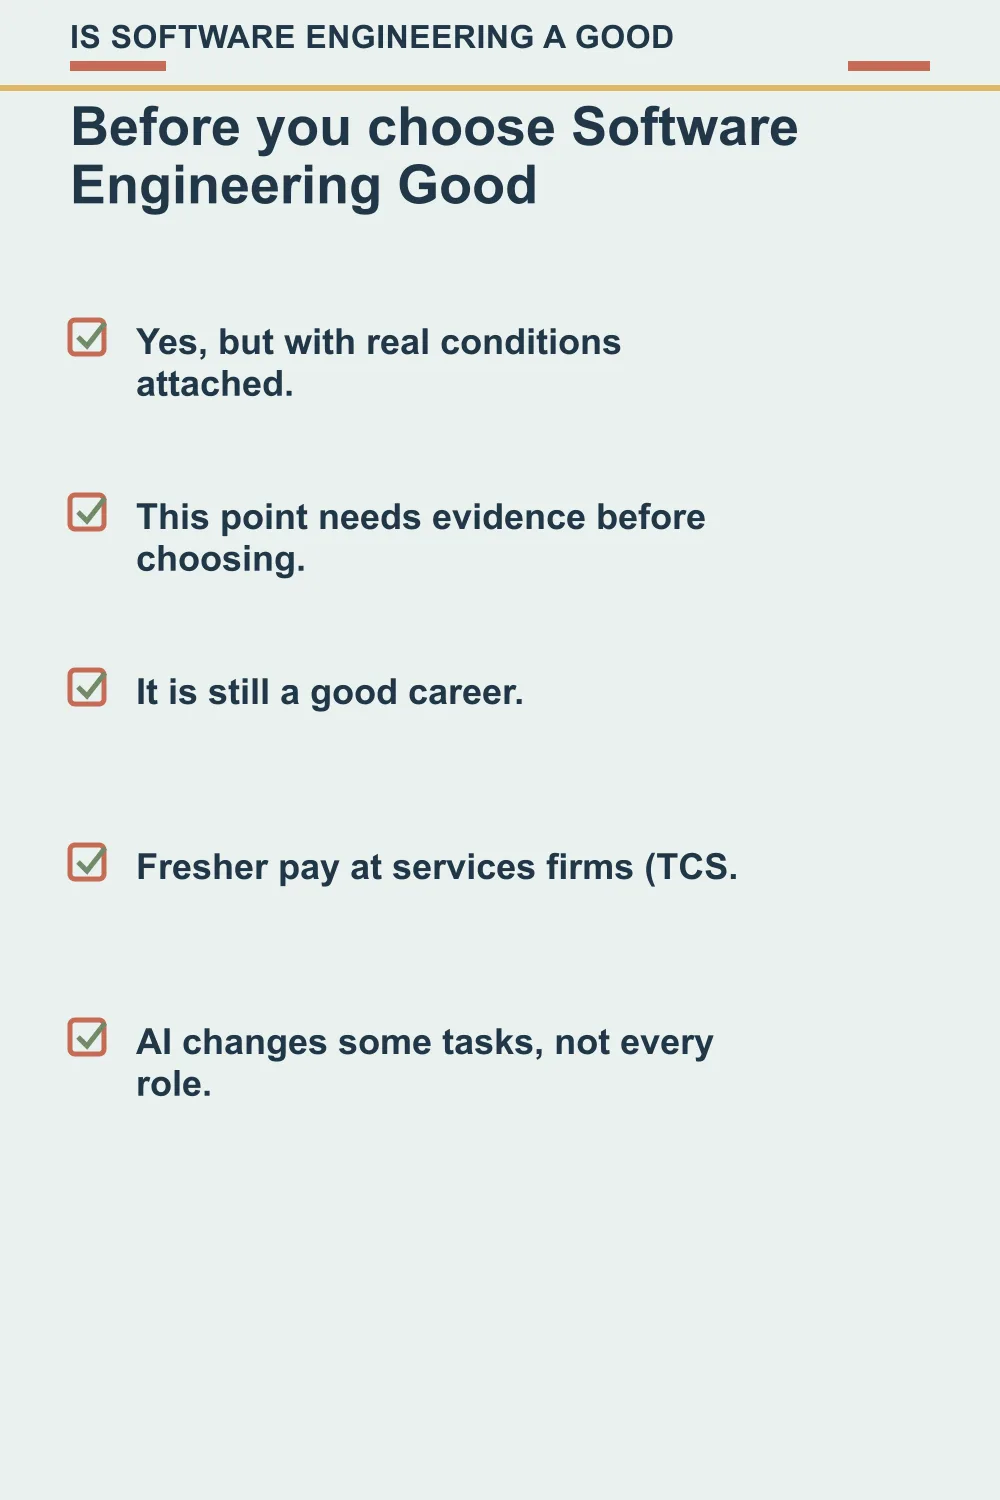 IS SOFTWARE ENGINEERING A GOOD
Before you choose Software
Engineering Good
Yes, but with real conditions
attached.
This point needs evidence before
choosing.
It is still a good career.
Fresher pay at services firms (TCS.
AI changes some tasks, not every
role.